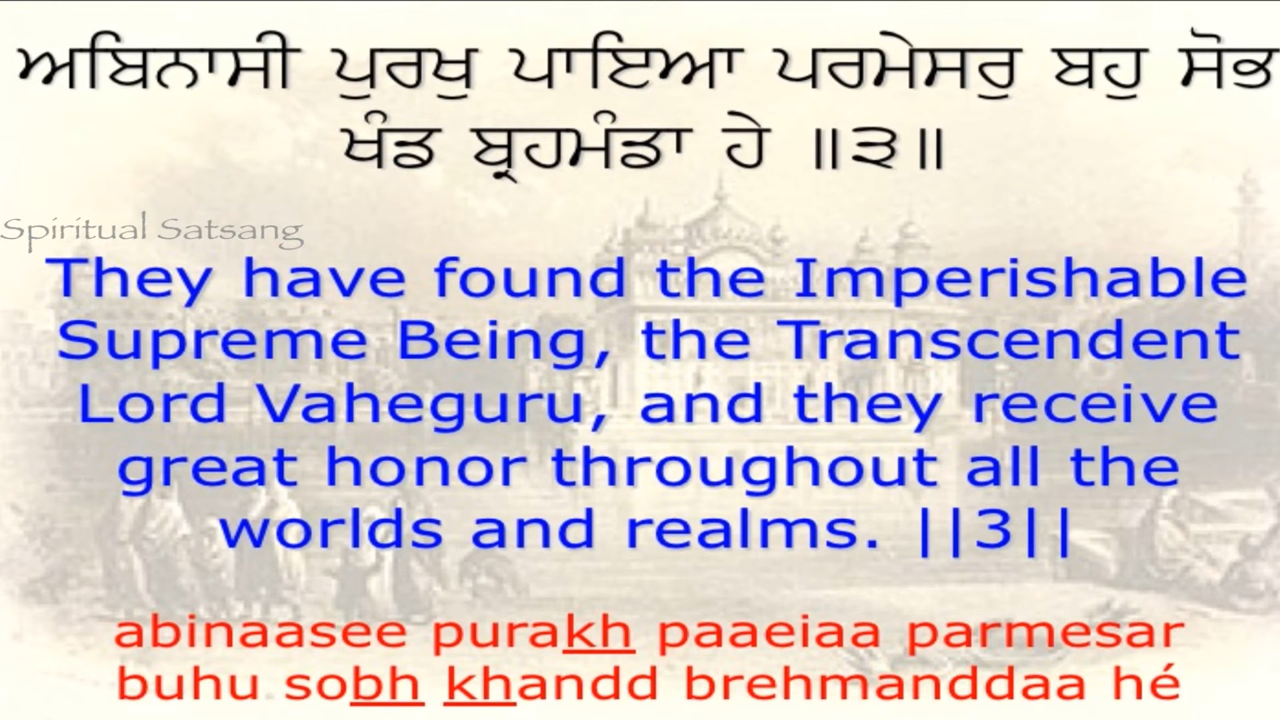 ਅਬਿਨਾਸੀ ਪੁਰਖੁ ਪਾਇਆ ਪਰਮੇਸਰੁ ਬਹੁ ਸੋਭ
ਖੰਡ ਬ੍ਰਹਮੰਡਾ ਹੇ ॥੩॥
Spiritual Satsang
They have found the Imperishable
Supreme Being, the Transcendent
Lord Vaheguru, and they receive
great honor throughout all the
worlds and realms. ||3||
abinaasee purakh paaeiaa parmesar
buhu sobh khandd brehmanddaa hé